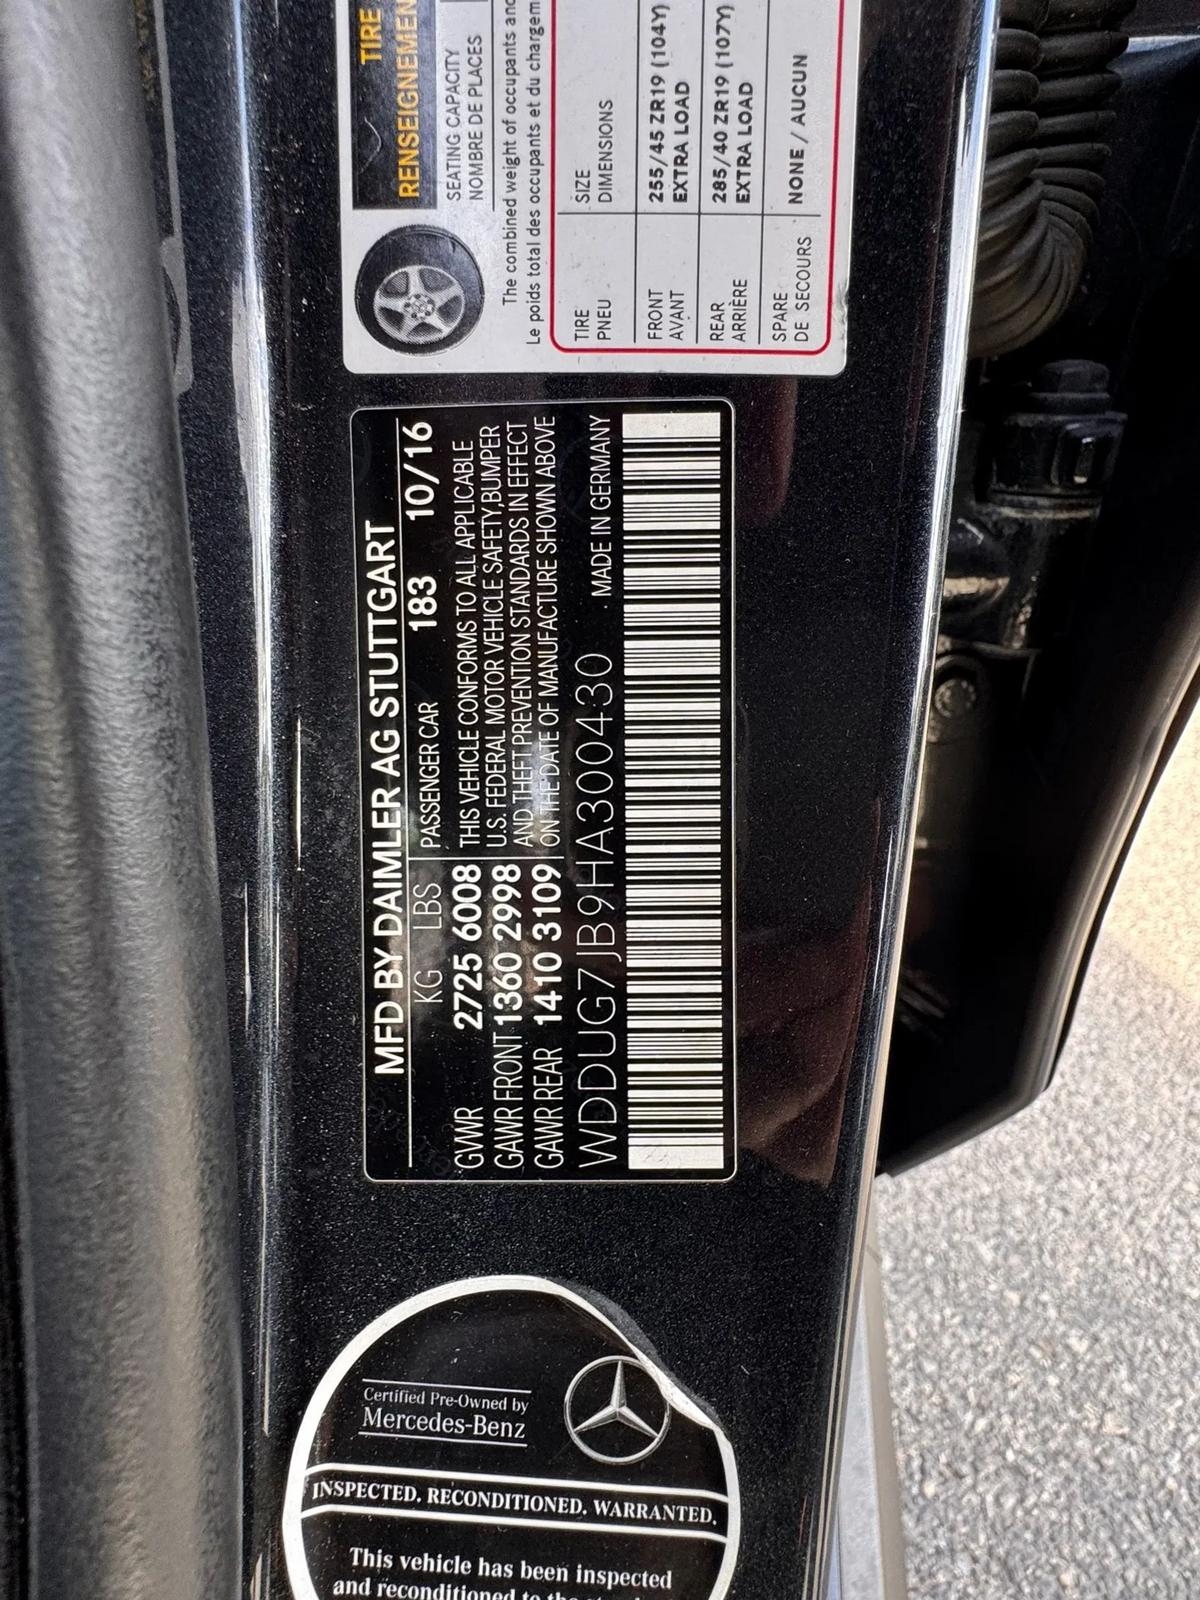 TIRE
RENSEIGNEMEN
SEATING CAPACITY
NOMBRE DE PLACES
The combined weight of occupants and
Le poids total des occupants et du chargem
TIRE SIZE
PNEU DIMENSIONS
FRONT 255/45 ZR19 (104Y)
AVANT EXTRA LOAD
REAR 285/40 ZR19 (107Y)
ARRIÈRE EXTRA LOAD
SPARE
DE SECOURS NONE / AUCUN
MFD BY DAIMLER AG STUTTGART
KG LBS PASSENGER CAR 183 10/16
GVWR 2725 6008 THIS VEHICLE CONFORMS TO ALL APPLICABLE
GAWR FRONT 1360 2998 U.S. FEDERAL MOTOR VEHICLE SAFETY,BUMPER
AND THEFT PREVENTION STANDARDS IN EFFECT
GAWR REAR 1410 3109 ON THE DATE OF MANUFACTURE SHOWN ABOVE
WDDUG7JB9HA300430 . MADE IN GERMANY
Certified Pre-Owned by
Mercedes-Benz
INSPECTED. RECONDITIONED. WARRANTED.
This vehicle has been inspected
and reconditioned to the